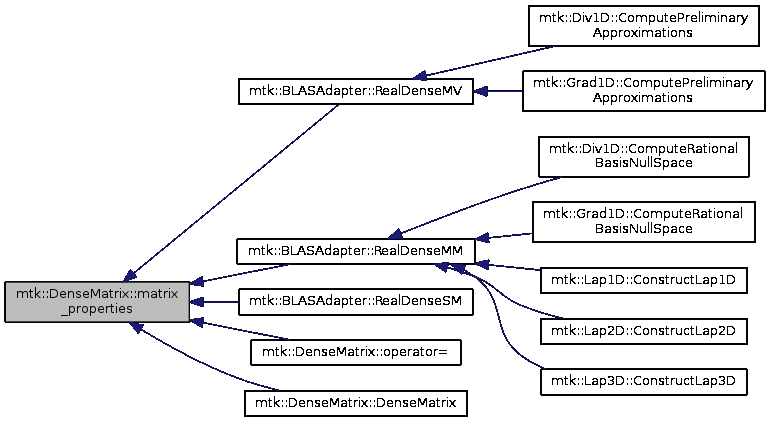 mtk::Div1D::ComputePreliminary
Approximations
mtk::BLASAdapter::RealDenseMV
mtk::Grad1D::ComputePreliminary
Approximations
mtk::Div1D::ComputeRational
BasisNullSpace
mtk::Grad1D::ComputeRational
BasisNullSpace
mtk::BLASAdapter::RealDenseMM
mtk::Lap1D::ConstructLap1D
mtk::DenseMatrix::matrix
_properties
mtk::BLASAdapter::RealDenseSM
mtk::Lap2D::ConstructLap2D
mtk::DenseMatrix::operator=
mtk::Lap3D::ConstructLap3D
mtk::DenseMatrix::DenseMatrix